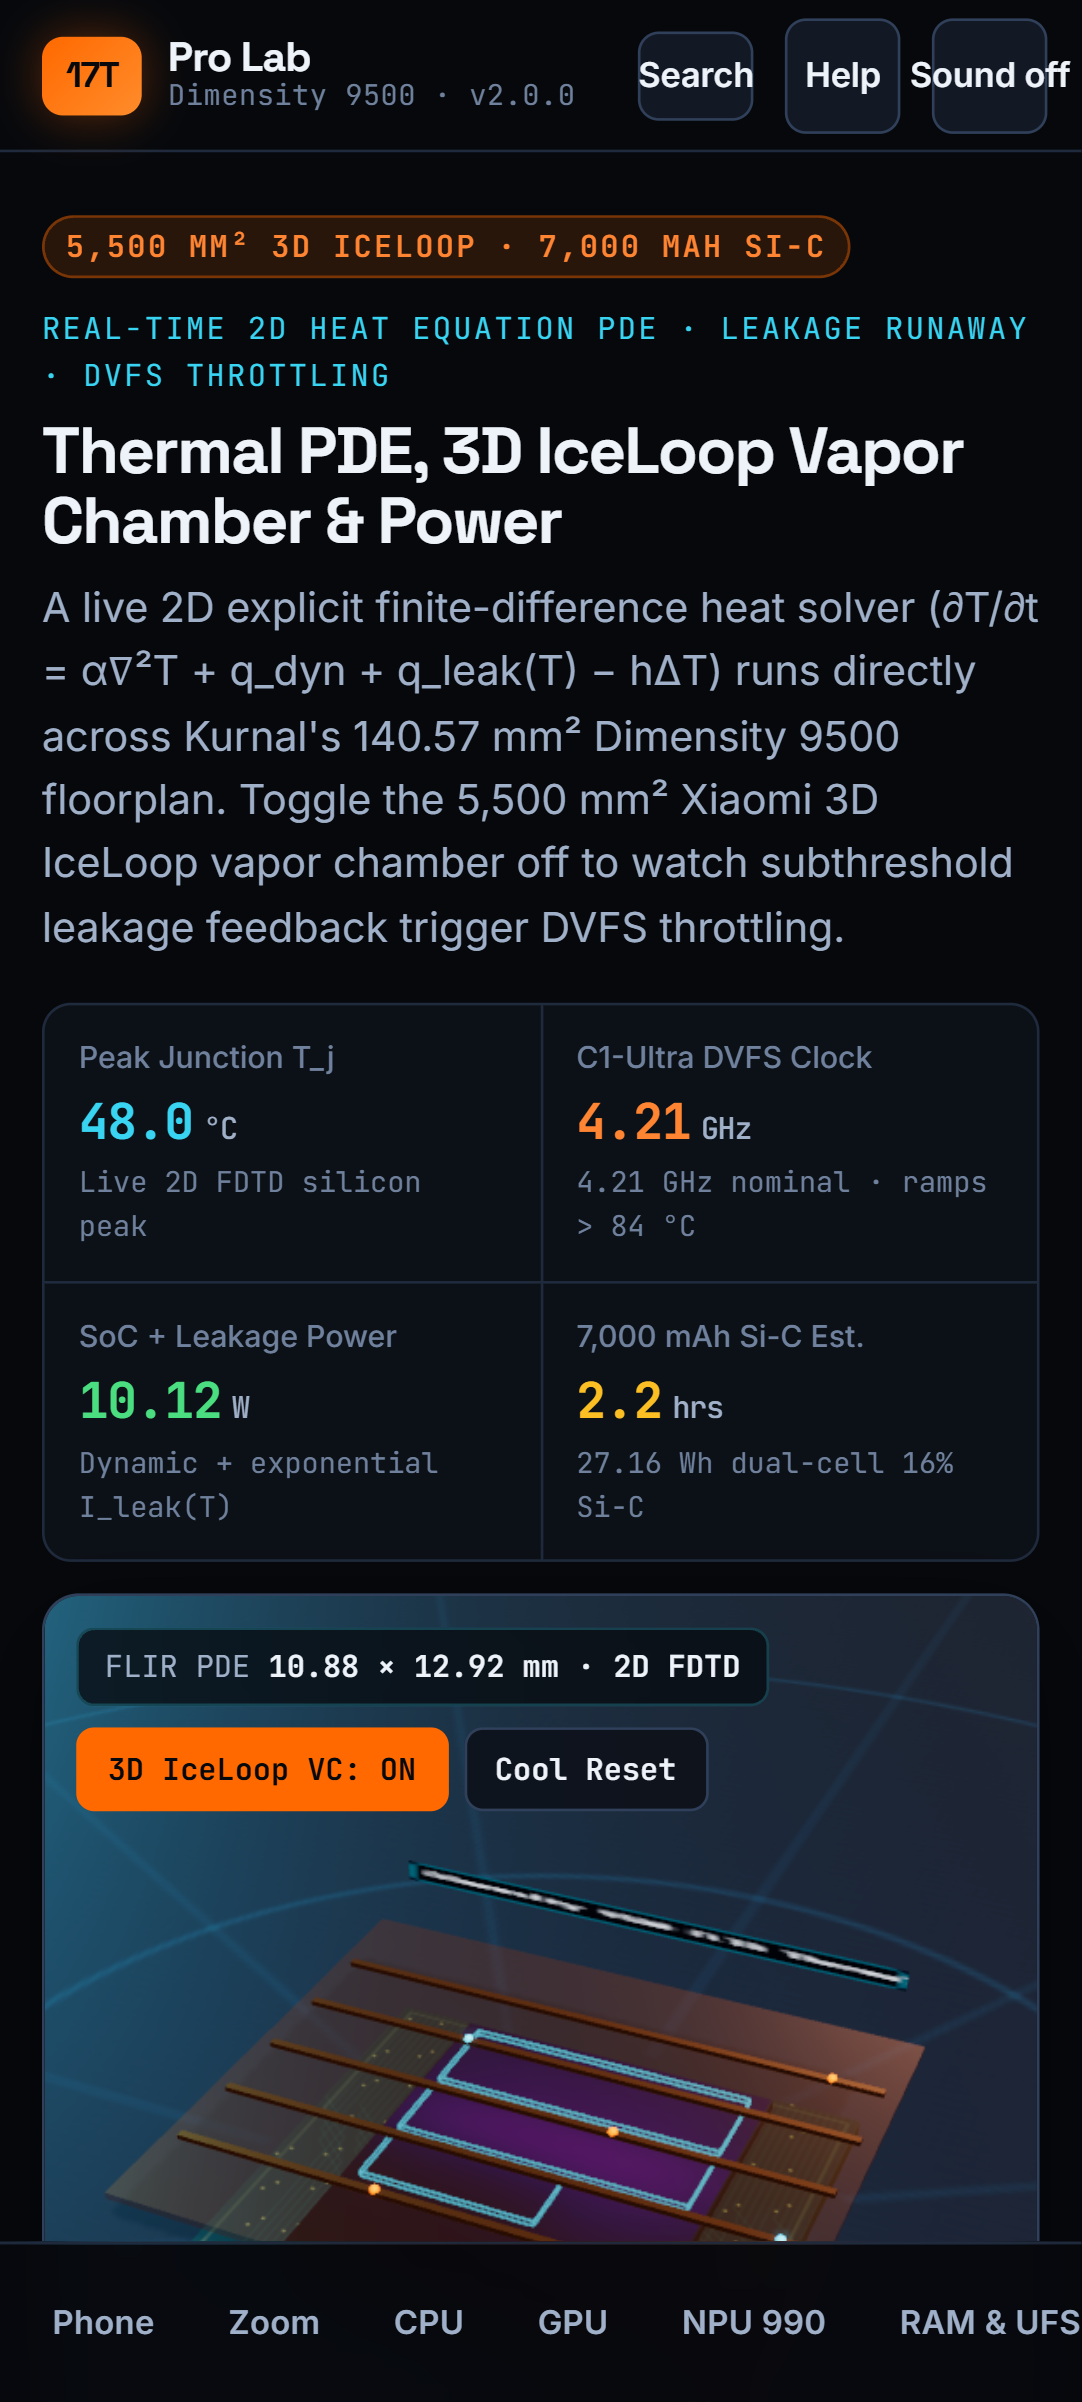 17T
Pro Lab
Dimensity 9500 · v2.0.0
Search
Help
Sound off
5,500 MM² 3D ICELOOP · 7,000 MAH SI-C
REAL-TIME 2D HEAT EQUATION PDE · LEAKAGE RUNAWAY
· DVFS THROTTLING
Thermal PDE, 3D IceLoop Vapor
Chamber & Power
A live 2D explicit finite-difference heat solver (∂T/∂t
= α∇²T + q_dyn + q_leak(T) − hΔT) runs directly
across Kurnal's 140.57 mm² Dimensity 9500
floorplan. Toggle the 5,500 mm² Xiaomi 3D
IceLoop vapor chamber off to watch subthreshold
leakage feedback trigger DVFS throttling.
Peak Junction T_j
48.0 °C
Live 2D FDTD silicon
peak
C1-Ultra DVFS Clock
4.21 GHz
4.21 GHz nominal · ramps
> 84 °C
SoC + Leakage Power
10.12 W
Dynamic + exponential
I_leak(T)
7,000 mAh Si-C Est.
2.2 hrs
27.16 Wh dual-cell 16%
Si-C
FLIR PDE 10.88 × 12.92 mm · 2D FDTD
3D IceLoop VC: ON
Cool Reset
Phone
Zoom
CPU
GPU
NPU 990
RAM & UFS